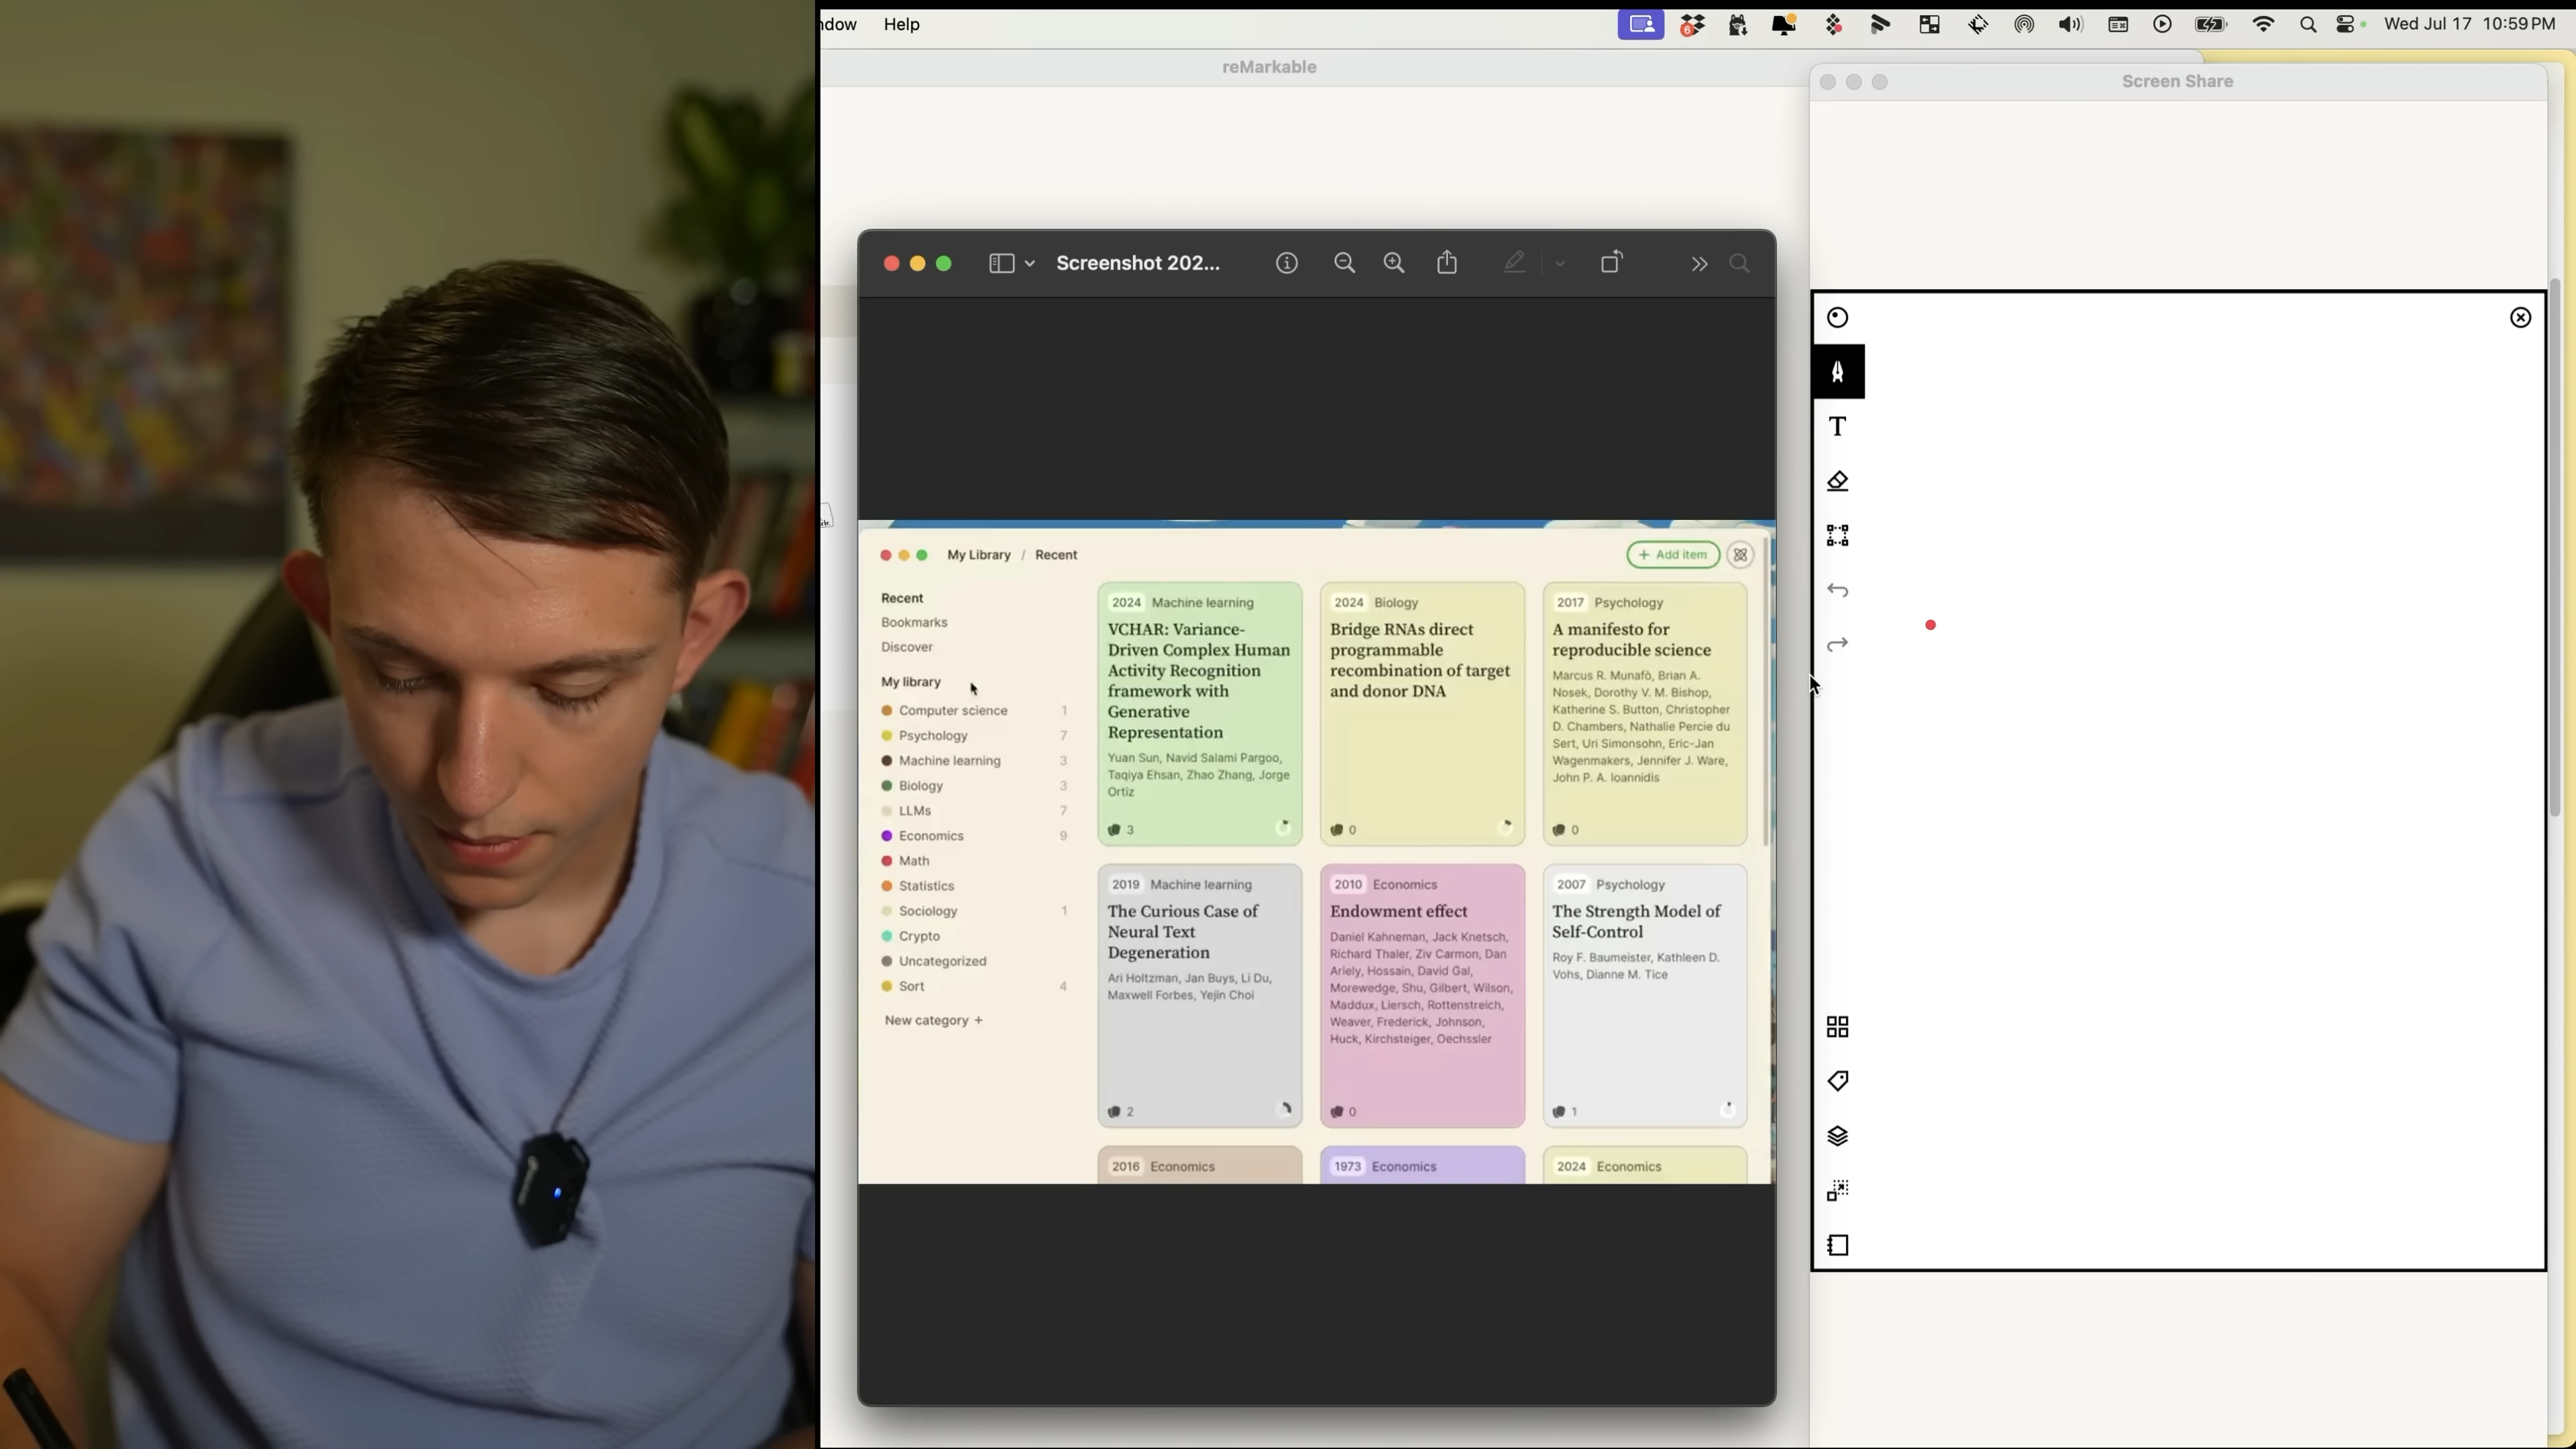 Help
Wed Jul 17 10:59 PM
reMarkable
Screen Share
Screenshot 202...
My Library / Recent
+ Add item
Recent
Bookmarks
Discover
My library
Computer science 1
Psychology 7
Machine learning 3
Biology 3
LLMs 7
Economics 9
Math
Statistics
Sociology 1
Crypto
Uncategorized
Sort 4
New category +
2024 Machine learning
VCHAR: Variance-
Driven Complex Human
Activity Recognition
framework with
Generative
Representation
Yuan Sun, Navid Salami Pargoo,
Taqiya Ehsan, Zhao Zhang, Jorge
Ortiz
3
2024 Biology
Bridge RNAs direct
programmable
recombination of target
and donor DNA
0
2017 Psychology
A manifesto for
reproducible science
Marcus R. Munafò, Brian A.
Nosek, Dorothy V. M. Bishop,
Katherine S. Button, Christopher
D. Chambers, Nathalie Percie du
Sert, Uri Simonsohn, Eric-Jan
Wagenmakers, Jennifer J. Ware,
John P. A. Ioannidis
0
2019 Machine learning
The Curious Case of
Neural Text
Degeneration
Ari Holtzman, Jan Buys, Li Du,
Maxwell Forbes, Yejin Choi
2
2010 Economics
Endowment effect
Daniel Kahneman, Jack Knetsch,
Richard Thaler, Ziv Carmon, Dan
Ariely, Hossain, David Gal,
Morewedge, Shu, Gilbert, Wilson,
Maddux, Liersch, Rottenstreich,
Weaver, Frederick, Johnson,
Huck, Kirchsteiger, Oechssler
0
2007 Psychology
The Strength Model of
Self-Control
Roy F. Baumeister, Kathleen D.
Vohs, Dianne M. Tice
1
2016 Economics
1973 Economics
2024 Economics
T
6